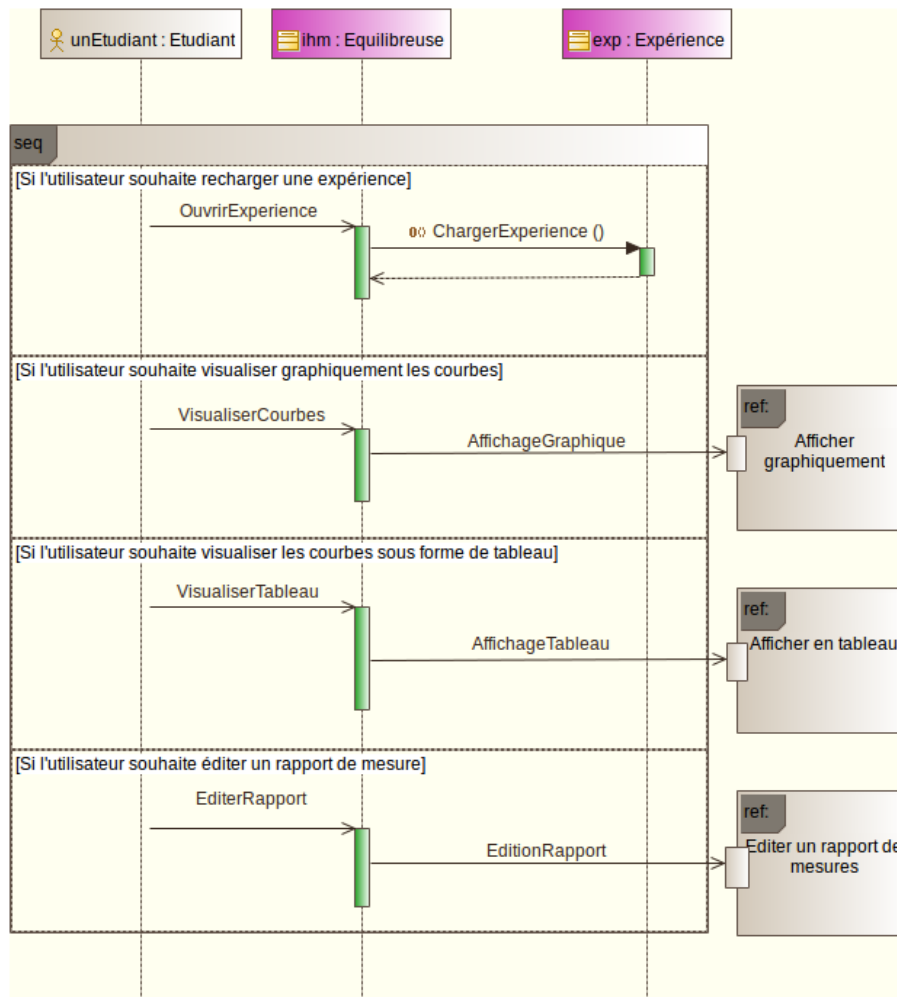 unEtudiant : Etudiant
ihm : Equilibreuse
exp : Expérience
seq
[Si l'utilisateur souhaite recharger une expérience]
OuvrirExperience
ChargerExperience ()
[Si l'utilisateur souhaite visualiser graphiquement les courbes]
VisualiserCourbes
AffichageGraphique
ref:
Afficher
graphiquement
[Si l'utilisateur souhaite visualiser les courbes sous forme de tableau]
VisualiserTableau
AffichageTableau
ref:
Afficher en tableau
[Si l'utilisateur souhaite éditer un rapport de mesure]
EditerRapport
EditionRapport
ref:
Editer un rapport de
mesures